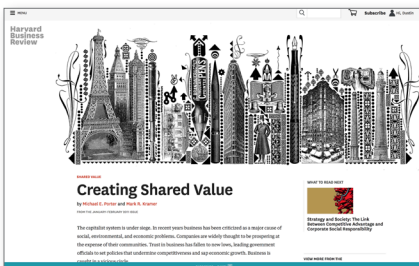 MENU
Subscribe
Hi, Dustin
Harvard
Business
Review
SHARED VALUE
Creating Shared Value
by Michael E. Porter and Mark R. Kramer
FROM THE JANUARY–FEBRUARY 2011 ISSUE
The capitalist system is under siege. In recent years business has been criticized as a major cause of
social, environmental, and economic problems. Companies are widely thought to be prospering at
the expense of their communities. Trust in business has fallen to new lows, leading government
officials to set policies that undermine competitiveness and sap economic growth. Business is
caught in a vicious circle.
WHAT TO READ NEXT
Strategy and Society: The Link
Between Competitive Advantage and
Corporate Social Responsibility
VIEW MORE FROM THE